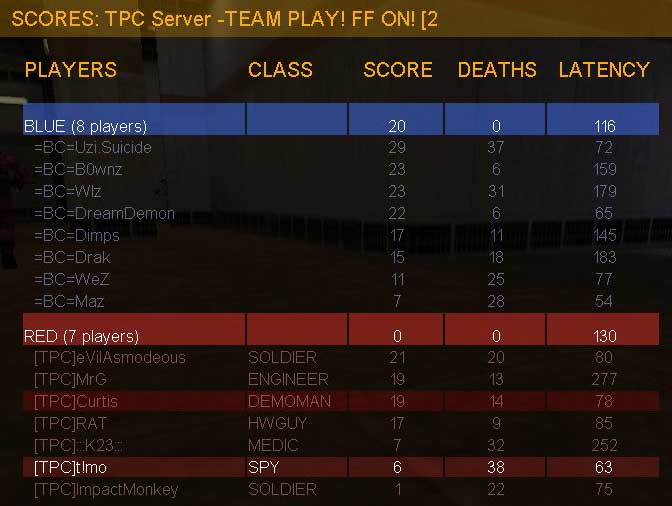 SCORES: TPC Server -TEAM PLAY! FF ON! [2
PLAYERS CLASS SCORE DEATHS LATENCY
BLUE (8 players) 20 0 116
=BC=Uzi.Suicide 29 37 72
=BC=B0wnz 23 6 159
=BC=Wlz 23 31 179
=BC=DreamDemon 22 6 65
=BC=Dimps 17 11 145
=BC=Drak 15 18 183
=BC=WeZ 11 25 77
=BC=Maz 7 28 54
RED (7 players) 0 0 130
[TPC]eVilAsmodeous SOLDIER 21 20 80
[TPC]MrG ENGINEER 19 13 277
[TPC]Curtis DEMOMAN 19 14 78
[TPC]RAT HWGUY 17 9 85
[TPC]:::K23::: MEDIC 7 32 252
[TPC]t!mo SPY 6 38 63
[TPC]ImpactMonkey SOLDIER 1 22 75